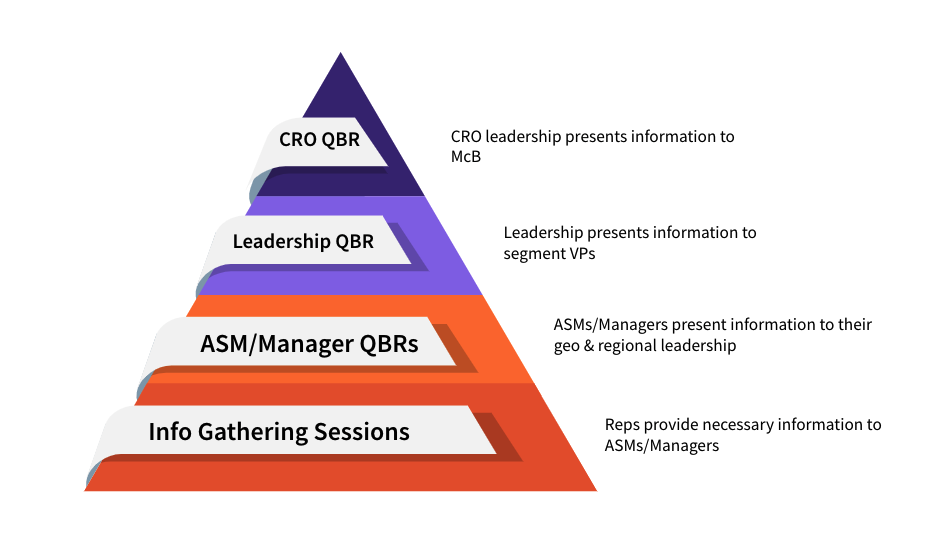 CRO QBR
CRO leadership presents information to
McB
Leadership QBR
Leadership presents information to
segment VPs
ASM/Manager QBRs
ASMs/Managers present information to their
geo & regional leadership
Info Gathering Sessions
Reps provide necessary information to
ASMs/Managers